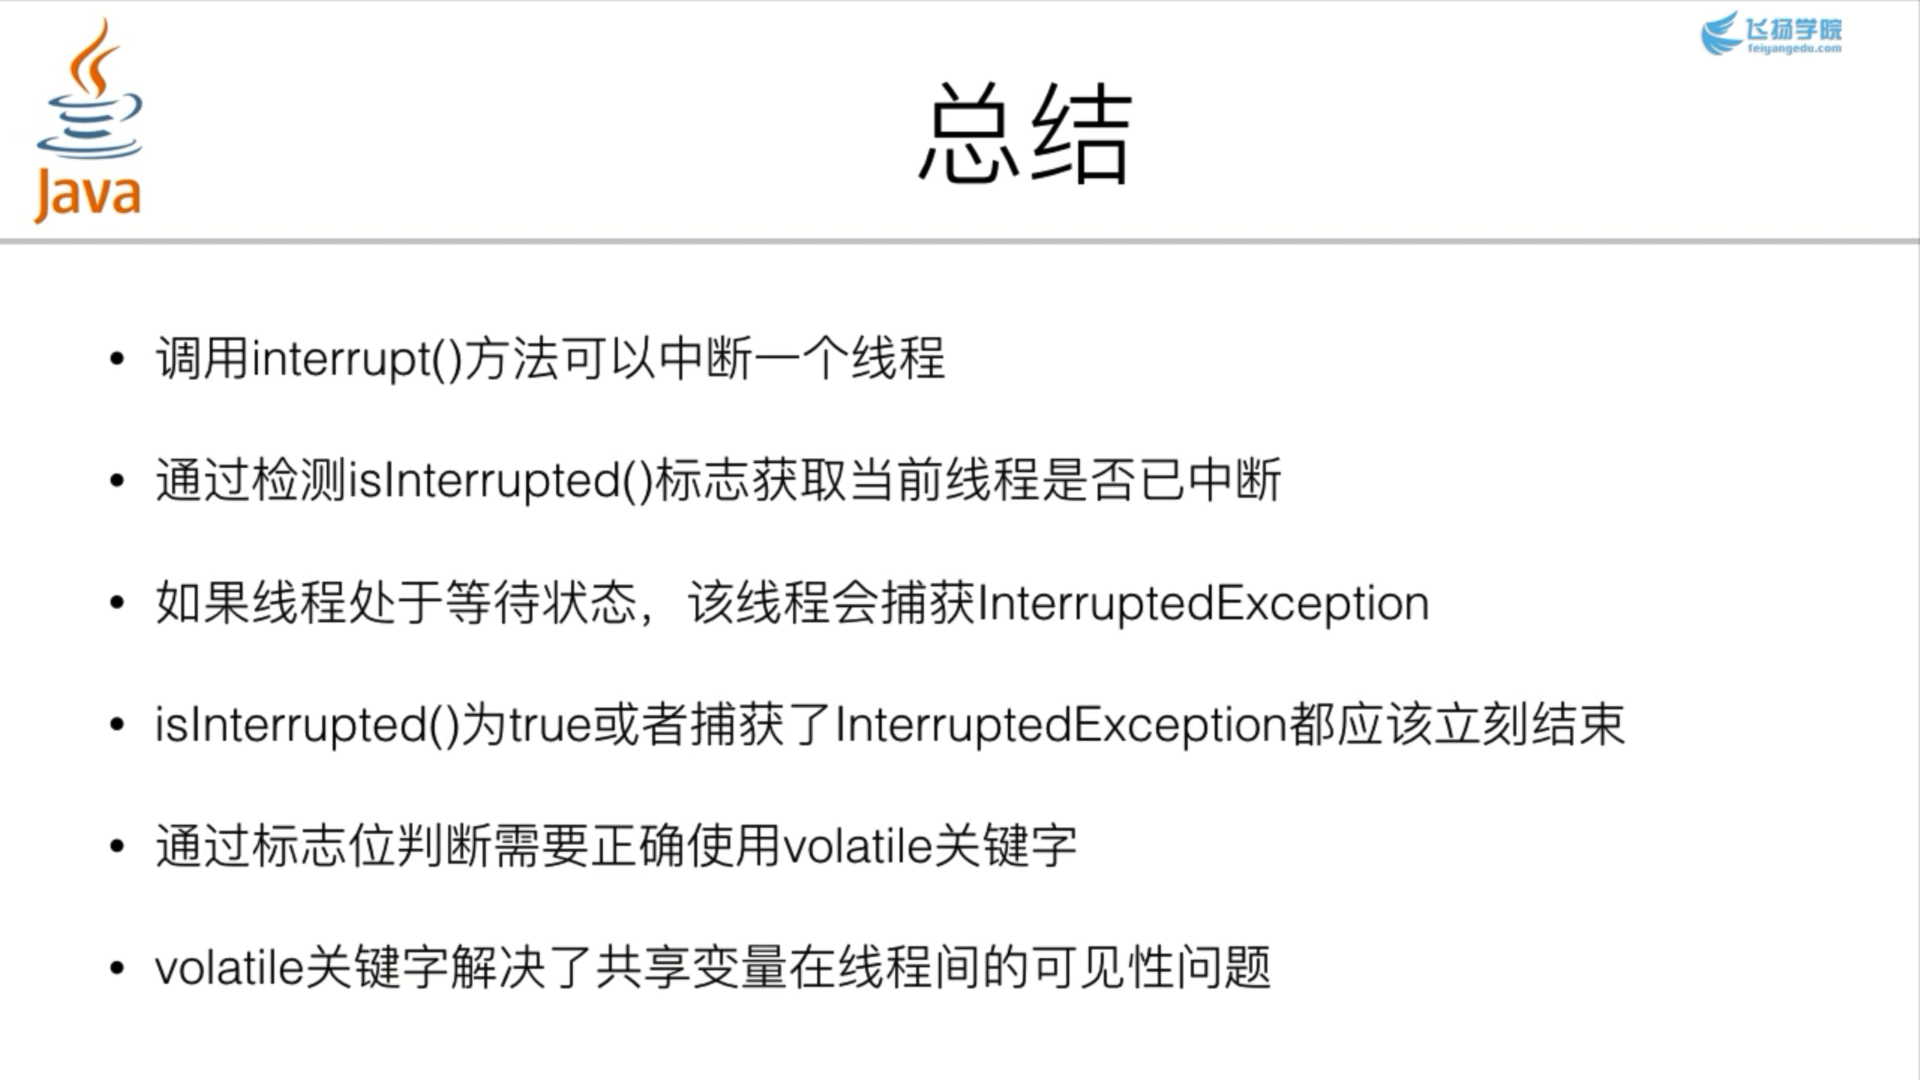 飞扬学院
feiyangedu.com
Java
总结
• 调用interrupt()方法可以中断一个线程
• 通过检测isInterrupted()标志获取当前线程是否已中断
• 如果线程处于等待状态，该线程会捕获InterruptedException
• isInterrupted()为true或者捕获了InterruptedException都应该立刻结束
• 通过标志位判断需要正确使用volatile关键字
• volatile关键字解决了共享变量在线程间的可见性问题